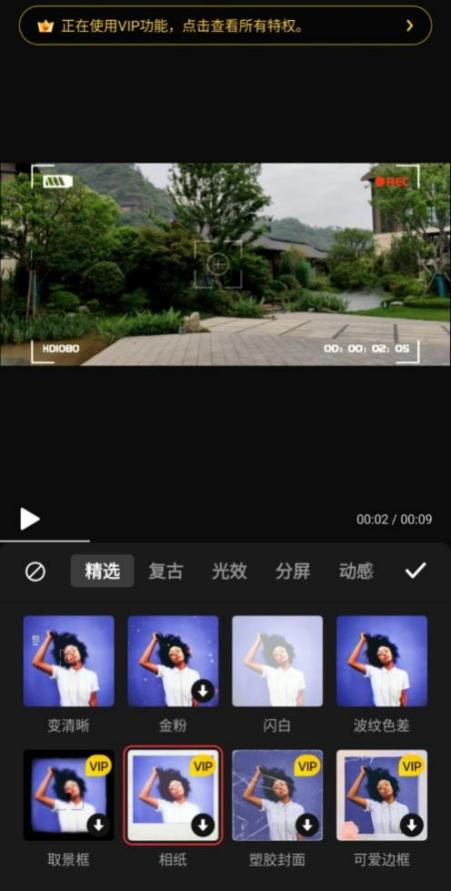 正在使用VIP功能，点击查看所有特权。
REC
HD1080
00: 00: 02: 05
00:02 / 00:09
精选 复古 光效 分屏 动感
变清晰 金粉 闪白 波纹色差
VIP VIP VIP VIP
取景框 相纸 塑胶封面 可爱边框